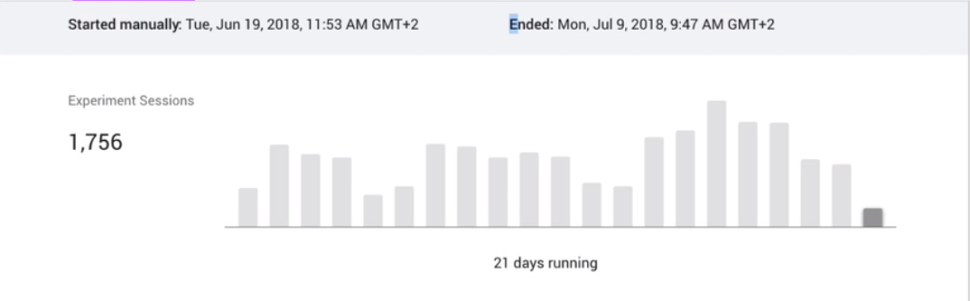 Started manually: Tue, Jun 19, 2018, 11:53 AM GMT+2 Ended: Mon, Jul 9, 2018, 9:47 AM GMT+2
Experiment Sessions
1,756
21 days running